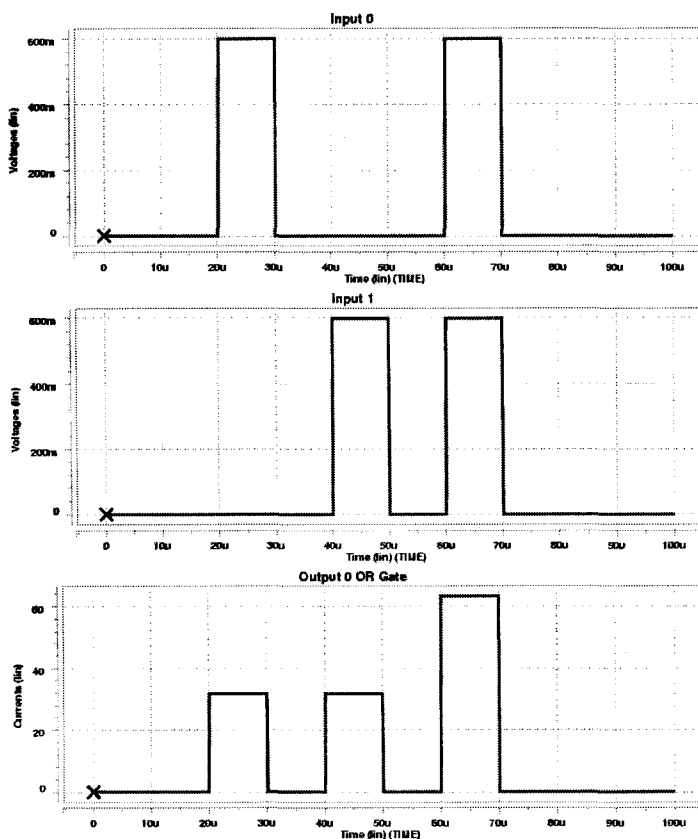 Input 0
600m
400m
200m
0
Voltages (lin)
0 10u 20u 30u 40u 50u 60u 70u 80u 90u 100u
Time (lin) (TIME)
Input 1
600m
400m
200m
0
Voltages (lin)
0 10u 20u 30u 40u 50u 60u 70u 80u 90u 100u
Time (lin) (TIME)
Output 0 OR Gate
60
40
20
0
Currents (lin)
0 10u 20u 30u 40u 50u 60u 70u 80u 90u 100u
Time (lin) (TIME)